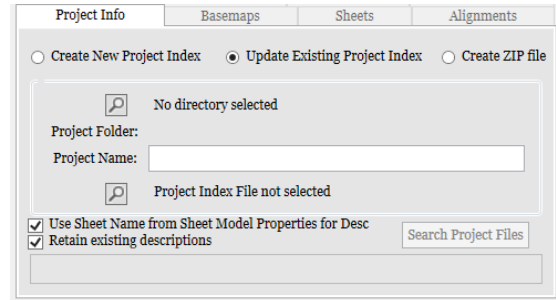 Project Info Basemaps Sheets Alignments
Create New Project Index Update Existing Project Index Create ZIP file
No directory selected
Project Folder:
Project Name:
Project Index File not selected
Use Sheet Name from Sheet Model Properties for Desc
Retain existing descriptions
Search Project Files